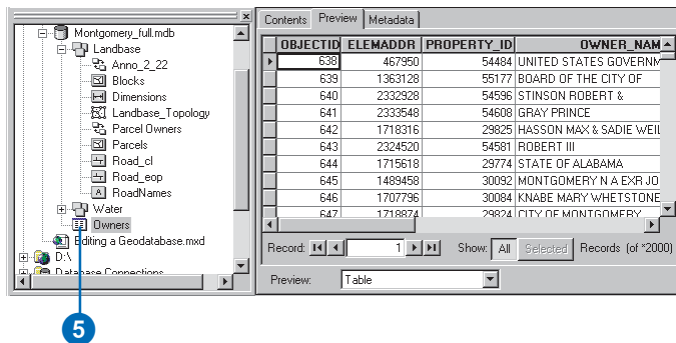 Montgomery_full.mdb
Landbase
Anno_2_22
Blocks
Dimensions
Landbase_Topology
Parcel Owners
Parcels
Road_cl
Road_eop
RoadNames
Water
Owners
Editing a Geodatabase.mxd
D:\
Database Connections
5
Contents Preview Metadata
OBJECTID ELEMADDR PROPERTY_ID OWNER_NAM
638 467950 54484 UNITED STATES GOVERNM
639 1363128 55177 BOARD OF THE CITY OF
640 2332928 54596 STINSON ROBERT &
641 2333548 54608 GRAY PRINCE
642 1718316 29825 HASSON MAX & SADIE WEIL
643 2324520 54581 ROBERT III
644 1715618 29774 STATE OF ALABAMA
645 1489458 30092 MONTGOMERY N A EXR JO
646 1707796 30084 KNABE MARY WHETSTONE
647 1718874 29824 CITY OF MONTGOMERY
Record: 1 Show: All Selected Records (of *2000)
Preview: Table